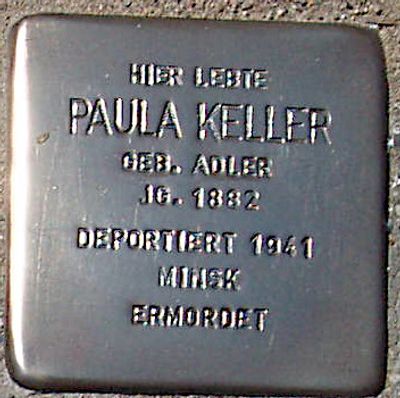 HIER LEBTE
PAULA KELLER
GEB. ADLER
JG. 1882
DEPORTIERT 1941
MINSK
ERMORDET